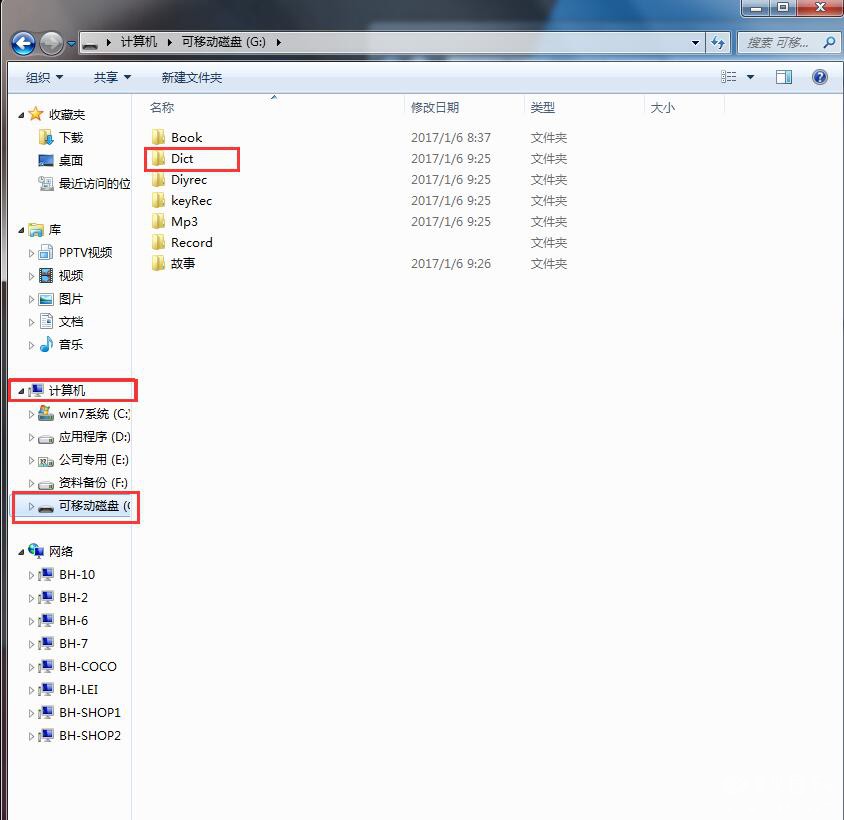 计算机 可移动磁盘 (G:)
搜索 可移...
组织 共享 新建文件夹
名称 修改日期 类型 大小
收藏夹
下载
桌面
最近访问的位
库
PPTV视频
视频
图片
文档
音乐
计算机
win7系统 (C:)
应用程序 (D:)
公司专用 (E:)
资料备份 (F:)
可移动磁盘 (
网络
BH-10
BH-2
BH-6
BH-7
BH-COCO
BH-LEI
BH-SHOP1
BH-SHOP2
Book 2017/1/6 8:37 文件夹
Dict 2017/1/6 9:25 文件夹
Diyrec 2017/1/6 9:25 文件夹
keyRec 2017/1/6 9:25 文件夹
Mp3 2017/1/6 9:25 文件夹
Record 文件夹
故事 2017/1/6 9:26 文件夹